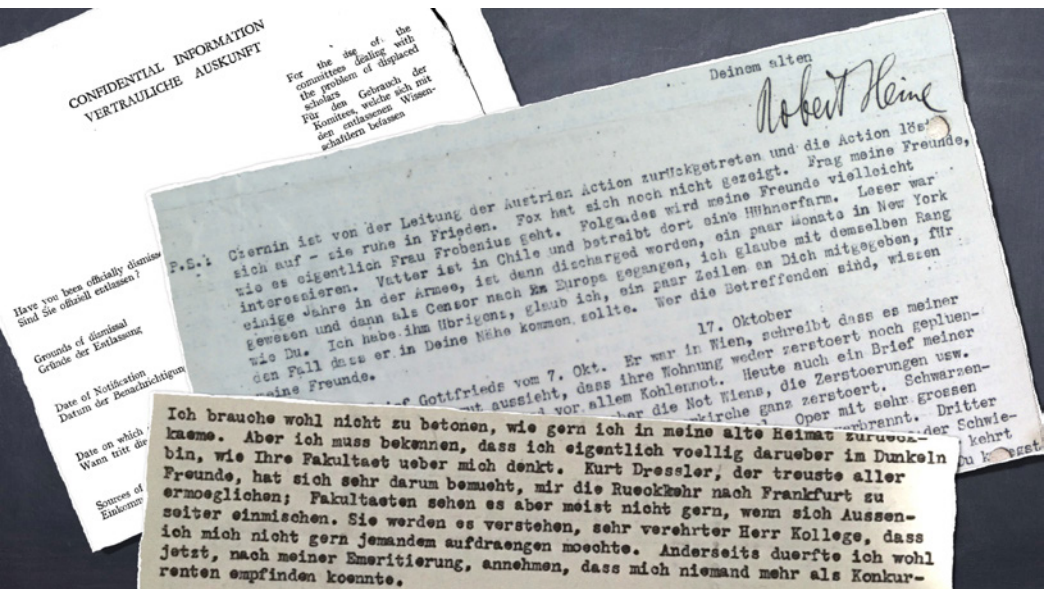 CONFIDENTIAL INFORMATION
VERTRAULICHE AUSKUNFT
For the use of the
committees dealing with
the problem of displaced
scholars
Für den Gebrauch der
Komitees, welche sich mit
den entlassenen Wissen-
schaftlern befassen
Have you been officially
Sind Sie offiziell entlassen?
Grounds of dismissal
Gründe der Entlassung
Date of Notification
Datum der Benachrichtigung
Date on which
Wann tritt die
Sources of
Deinem alten
Robert Heine
P.S.: Czernin ist von der Leitung der Austrien Action zurückgetreten und die Action löst
sich auf - sie ruhe in Frieden. Fox hat sich noch nicht gezeigt. Frag meine Freunde,
wie es eigentlich Frau Frobenius geht. Folgendes wird meine Freunde vielleicht
interessieren. Vatter ist in Chile und betreibt dort eine Hühnerfarm. Leser war
einige Jahre in der Armee, ist dann discharged worden, ein paar Monate in New York
gewesen und dann als Censor nach Europa gegangen, ich glaube mit demselben Rang
wie Du. Ich habe ihm übrigens, glaub ich, ein paar Zeilen an Dich mitgegeben, für
den Fall dass er in Deine Nähe kommen sollte. Wer die Betreffenden sind, wissen
meine Freunde.
17. Oktober
Gottfrieds vom 7. Okt. Er war in Wien, schreibt dass es meiner
aussieht, dass ihre Wohnung weder zerstoert noch gepluen-
vor allem Kohlennot. Heute auch ein Brief meiner
die Not Wiens, die Zerstoerungen usw.
ganz zerstoert. Schwarzen-
Oper mit sehr grossen
Dritter
der Schwie-
kehrt
Ich brauche wohl nicht zu betonen, wie gern ich in meine alte Heimat zurueck-
kaeme. Aber ich muss bekennen, dass ich eigentlich voellig darueber im Dunkeln
bin, wie Ihre Fakultaet ueber mich denkt. Kurt Dressler, der treuste aller
Freunde, hat sich sehr darum bemueht, mir die Rueckkehr nach Frankfurt zu
ermoeglichen; Fakultaeten sehen es aber meist nicht gern, wenn sich Aussen-
seiter einmischen. Sie werden es verstehen, sehr verehrter Herr Kollege, dass
ich mich nicht gern jemandem aufdraengen moechte. Anderseits duerfte ich wohl
jetzt, nach meiner Emeritierung, annehmen, dass mich niemand mehr als Konkur-
renten empfinden koennte.